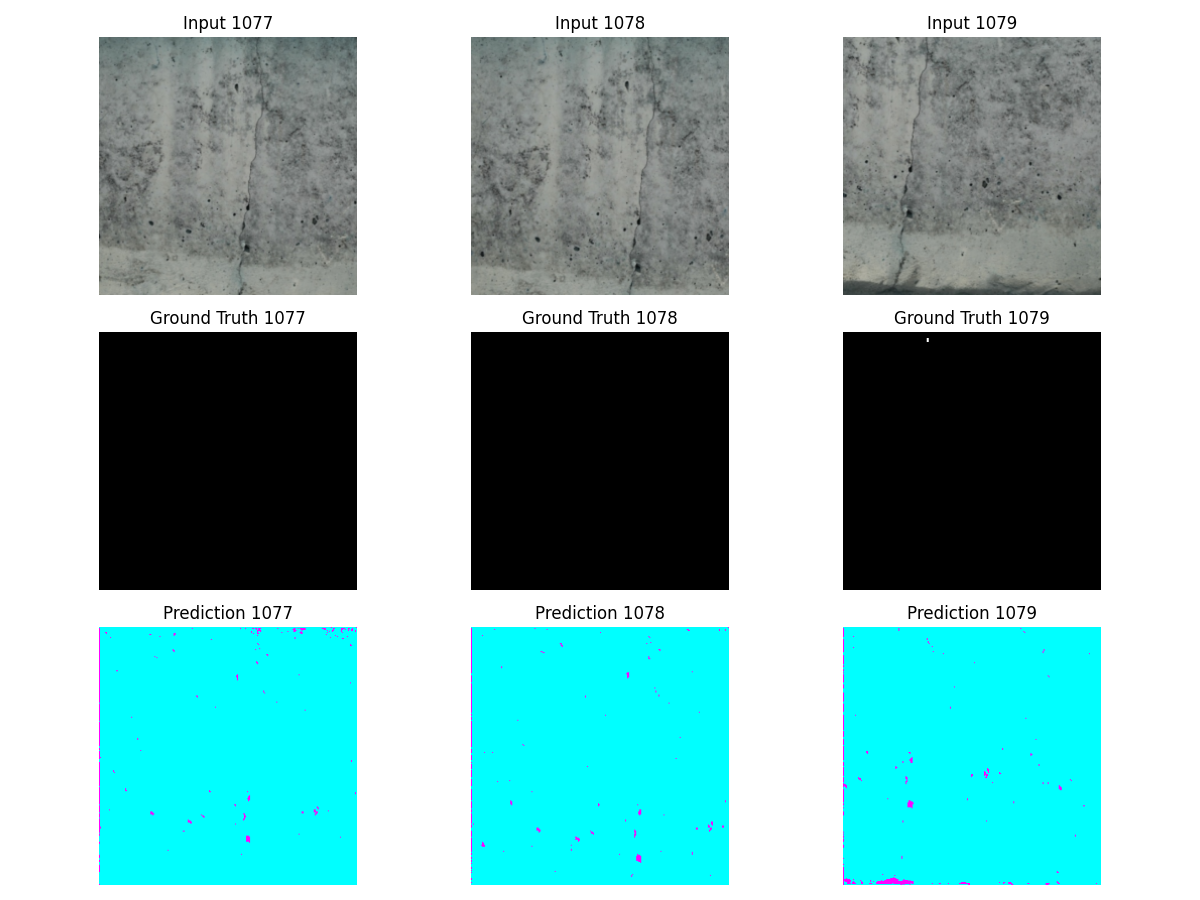 Input 1077
Input 1078
Input 1079
Ground Truth 1077
Ground Truth 1078
Ground Truth 1079
Prediction 1077
Prediction 1078
Prediction 1079